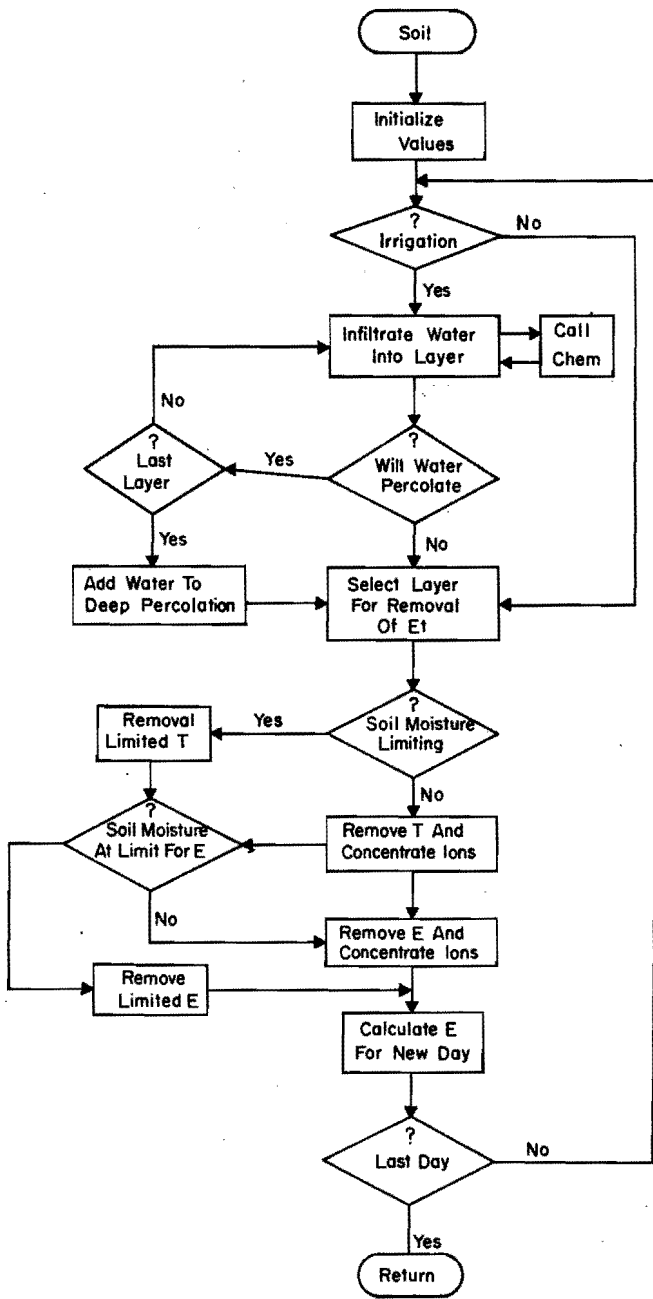 Soil
Initialize
Values
?
Irrigation
No
Yes
Infiltrate Water
Into Layer
Call
Chem
No
?
Last
Layer
Yes
?
Will Water
Percolate
Yes
No
Add Water To
Deep Percolation
Select Layer
For Removal
Of Et
Removal
Limited T
Yes
?
Soil Moisture
Limiting
No
?
Soil Moisture
At Limit For E
Remove T And
Concentrate Ions
No
Remove E And
Concentrate Ions
Remove
Limited E
Calculate E
For New Day
?
Last Day
No
Yes
Return